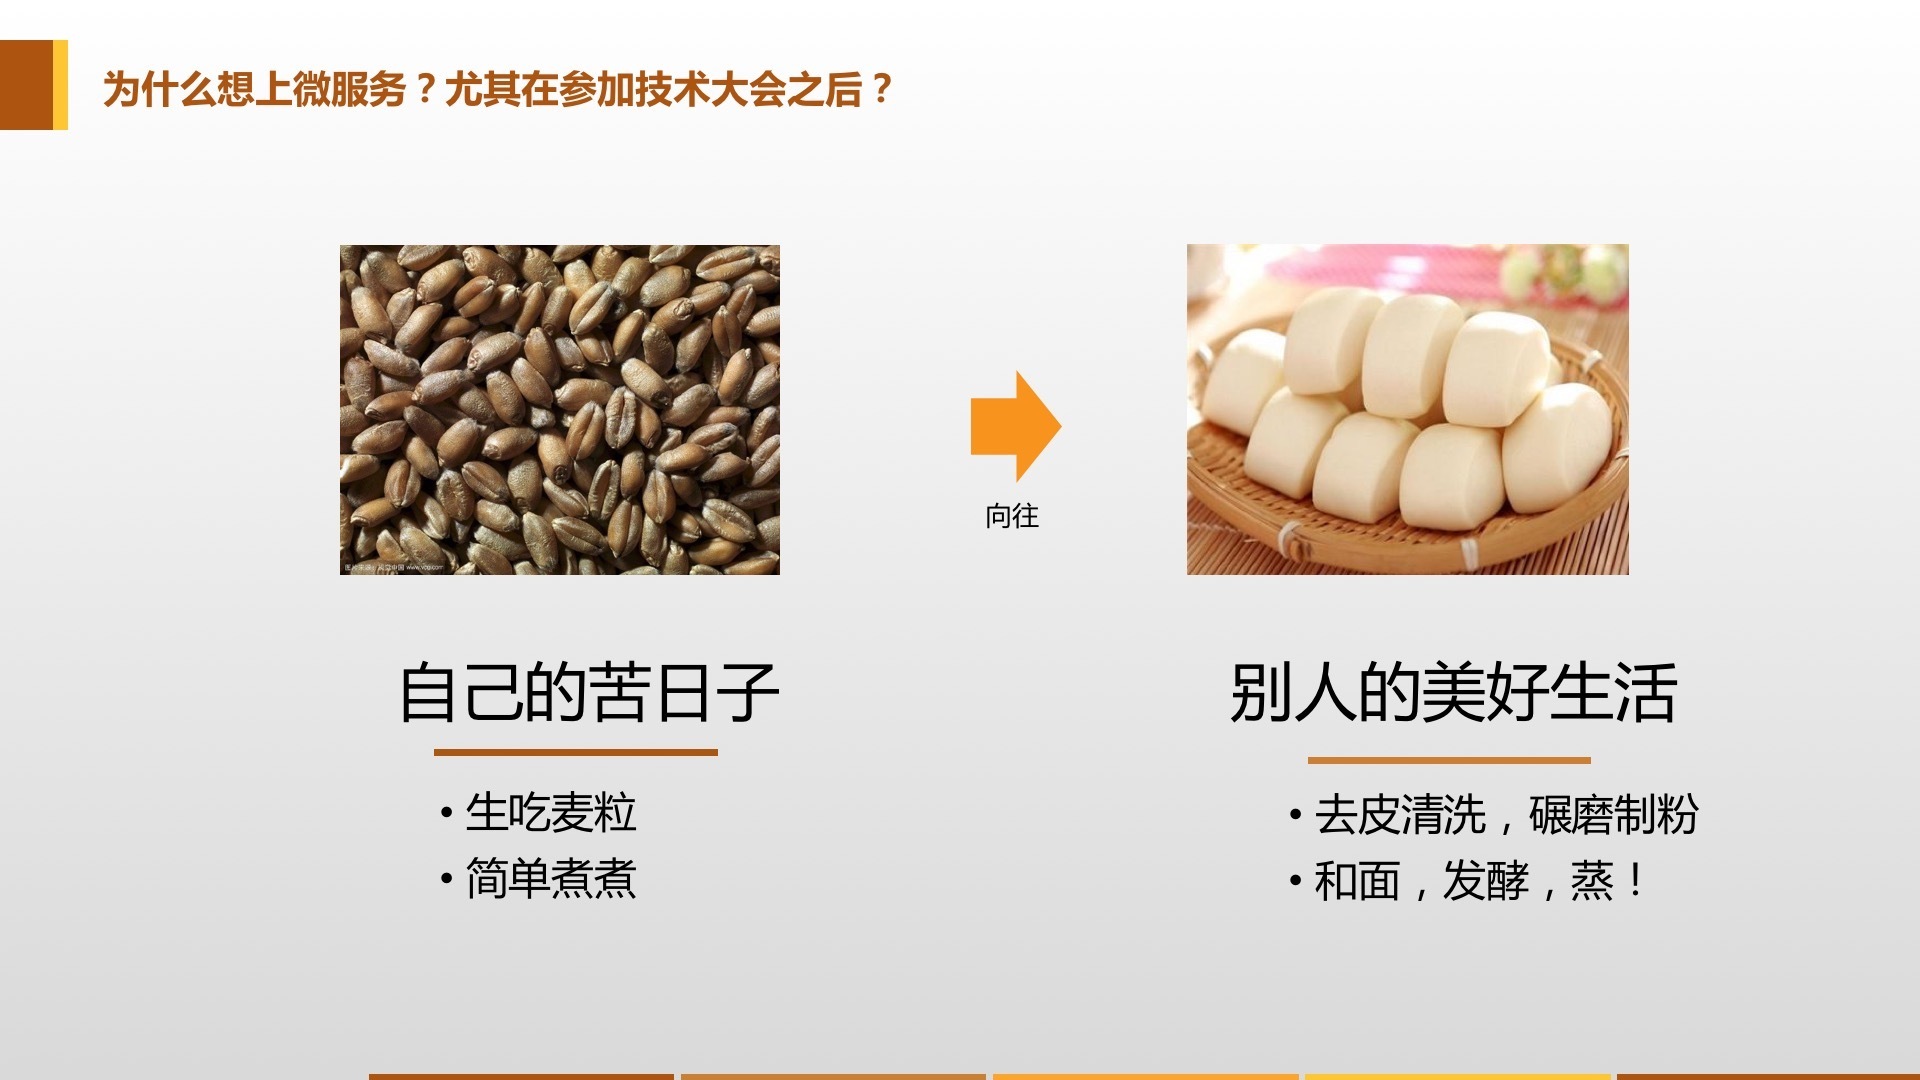 为什么想上微服务？尤其在参加技术大会之后？
向往
自己的苦日子
• 生吃麦粒
• 简单煮煮
别人的美好生活
• 去皮清洗，碾磨制粉
• 和面，发酵，蒸！